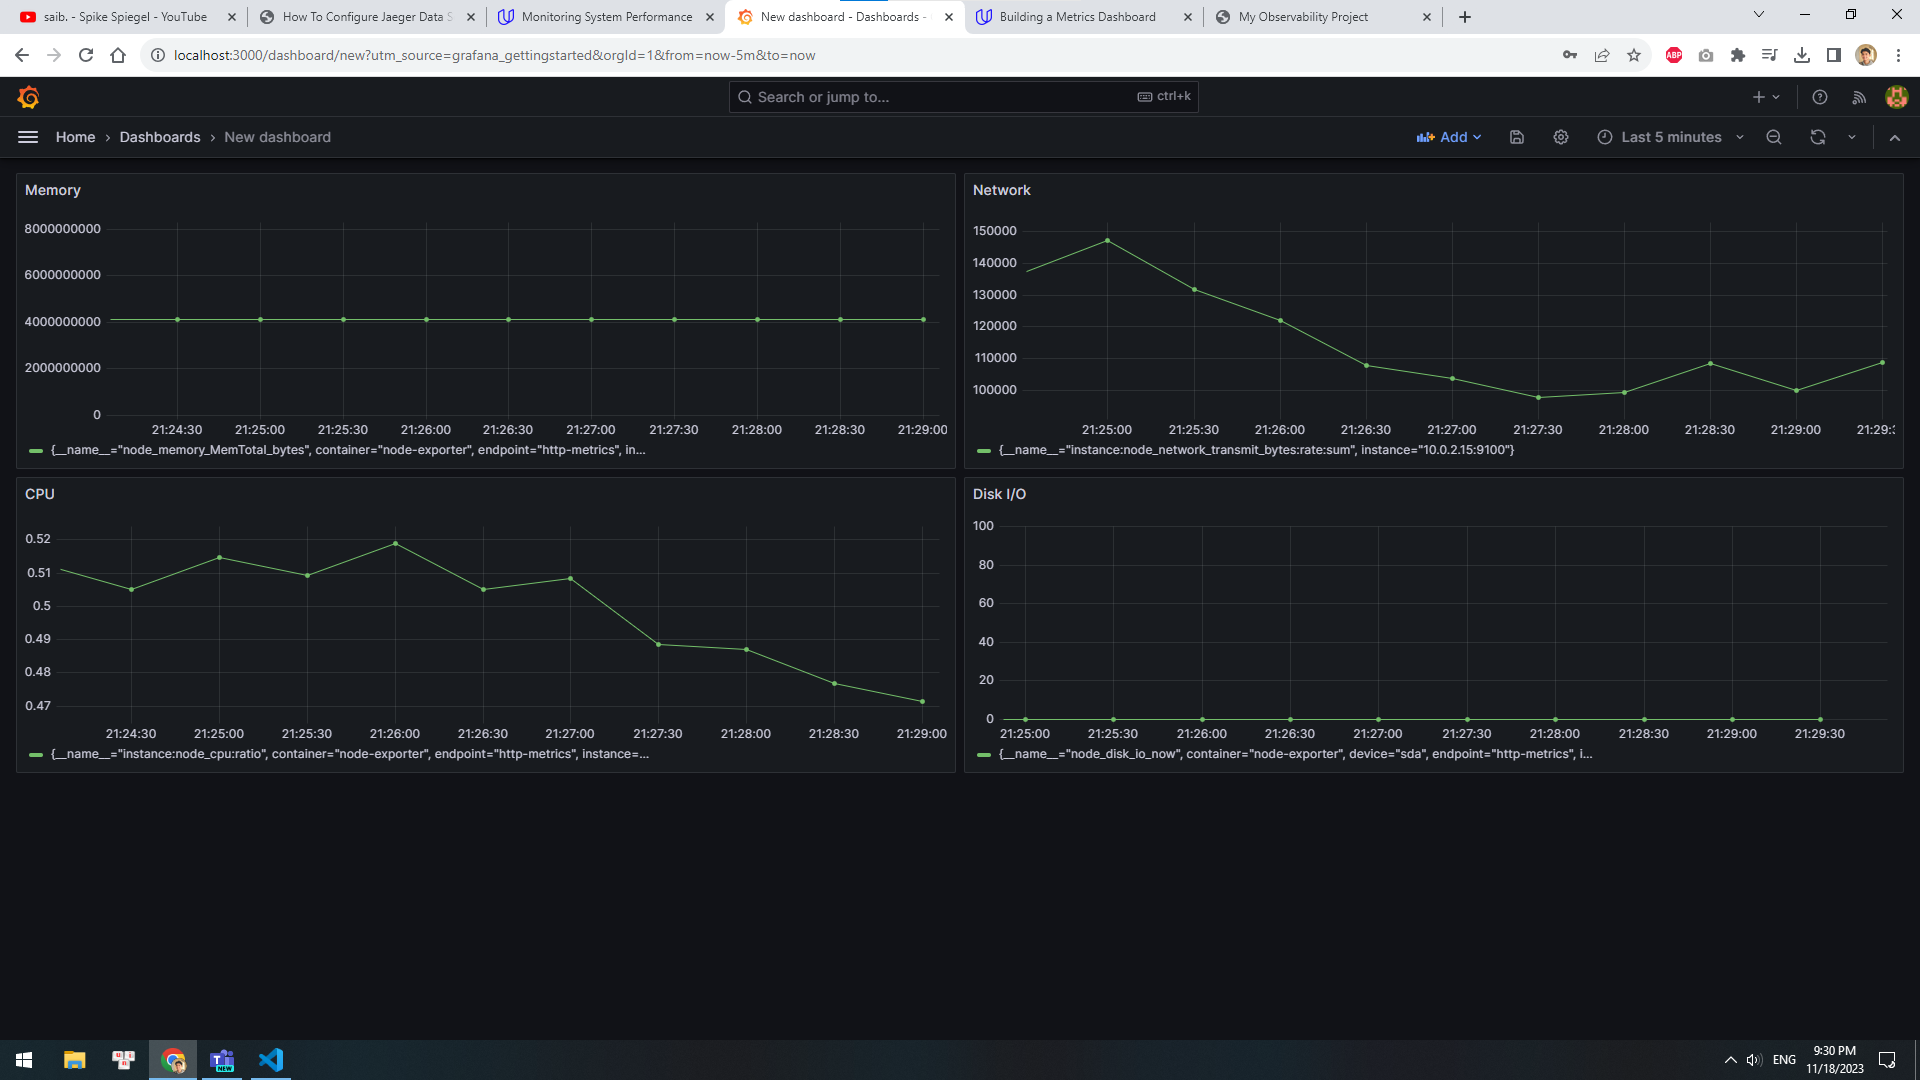 saib. - Spike Spiegel - YouTube
How To Configure Jaeger Data S
Monitoring System Performance
New dashboard - Dashboards -
Building a Metrics Dashboard
My Observability Project
localhost:3000/dashboard/new?utm_source=grafana_gettingstarted&orgId=1&from=now-5m&to=now
ABP
Search or jump to...
ctrl+k
Home › Dashboards › New dashboard
Add
Last 5 minutes
Memory
8000000000
6000000000
4000000000
2000000000
0
21:24:30 21:25:00 21:25:30 21:26:00 21:26:30 21:27:00 21:27:30 21:28:00 21:28:30 21:29:00
{__name__="node_memory_MemTotal_bytes", container="node-exporter", endpoint="http-metrics", in...
Network
150000
140000
130000
120000
110000
100000
21:25:00 21:25:30 21:26:00 21:26:30 21:27:00 21:27:30 21:28:00 21:28:30 21:29:00 21:29:3
{__name__="instance:node_network_transmit_bytes:rate:sum", instance="10.0.2.15:9100"}
CPU
0.52
0.51
0.5
0.49
0.48
0.47
21:24:30 21:25:00 21:25:30 21:26:00 21:26:30 21:27:00 21:27:30 21:28:00 21:28:30 21:29:00
{__name__="instance:node_cpu:ratio", container="node-exporter", endpoint="http-metrics", instance=...
Disk I/O
100
80
60
40
20
0
21:25:00 21:25:30 21:26:00 21:26:30 21:27:00 21:27:30 21:28:00 21:28:30 21:29:00 21:29:30
{__name__="node_disk_io_now", container="node-exporter", device="sda", endpoint="http-metrics", i...
NEW
ENG
9:30 PM
11/18/2023